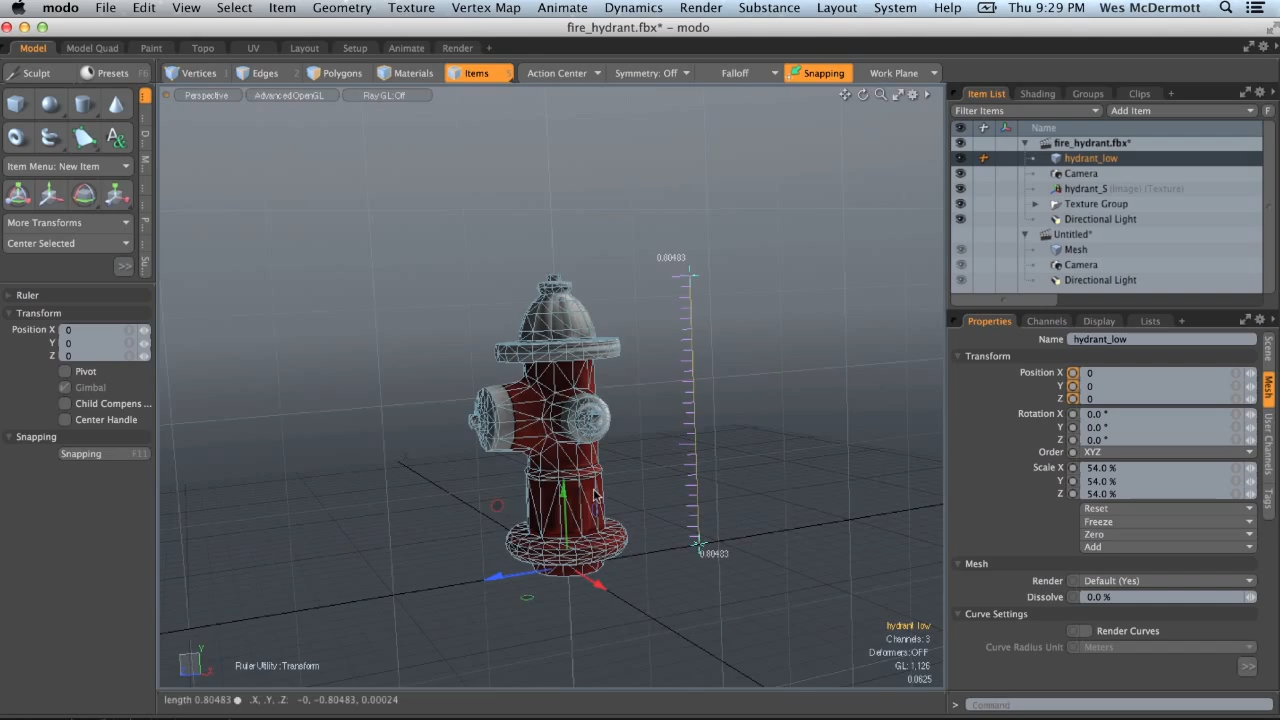 modo File Edit View Select Item Geometry Texture Vertex Map Animate Dynamics Render Substance Layout System Help Thu 9:29 PM Wes McDermott
fire_hydrant.fbx* – modo
Model Model Quad Paint Topo UV Layout Setup Animate Render +
Sculpt Presets F6 Vertices 1 Edges 2 Polygons Materials Items 5 Action Center Symmetry: Off Falloff Snapping Work Plane
Perspective Advanced OpenGL Ray GL: Off
Item List Shading Groups Clips +
Filter Items Add Item F
Name
fire_hydrant.fbx*
hydrant_low
Camera
hydrant_S (Image) (Texture)
Texture Group
Directional Light
Untitled*
Mesh
Camera
Directional Light
Item Menu: New Item
More Transforms
Center Selected
>>
Ruler
Transform
Position X 0
Y 0
Z 0
Pivot
Gimbal
Child Compens ...
Center Handle
Snapping
Snapping F11
0.80483
0.80483
hydrant_low
Channels: 3
Deformers: OFF
GL: 1,126
0.0625
Y
Ruler Utility : Transform
length 0.80483 .X, .Y, .Z: -0, -0.80483, 0.00024
Properties Channels Display Lists +
Name hydrant_low
Transform
Position X 0
Y 0
Z 0
Rotation X 0.0 °
Y 0.0 °
Z 0.0 °
Order XYZ
Scale X 54.0 %
Y 54.0 %
Z 54.0 %
Reset
Freeze
Zero
Add
Mesh
Render Default (Yes)
Dissolve 0.0 %
Curve Settings
Render Curves
Curve Radius Unit Meters
>>
Scene
Mesh
User Channels
Tags
> Command